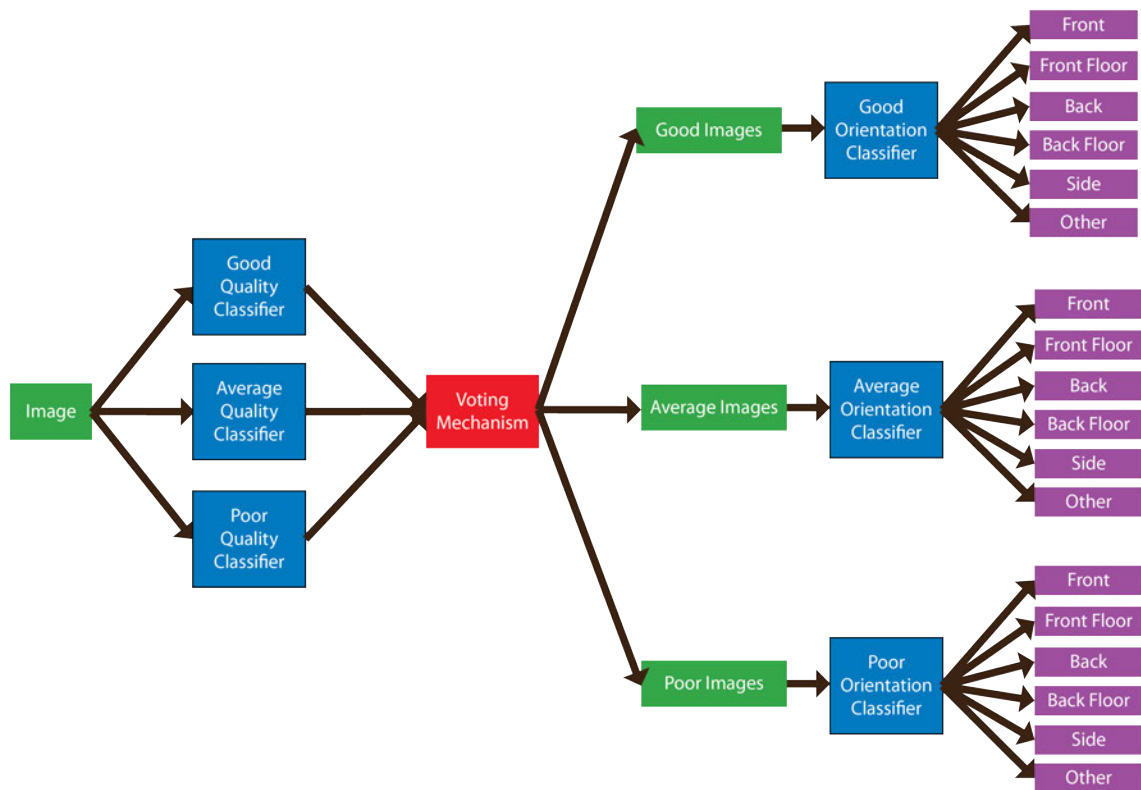 Image
Good
Quality
Classifier
Average
Quality
Classifier
Poor
Quality
Classifier
Voting
Mechanism
Good Images
Good
Orientation
Classifier
Front
Front Floor
Back
Back Floor
Side
Other
Average Images
Average
Orientation
Classifier
Front
Front Floor
Back
Back Floor
Side
Other
Poor Images
Poor
Orientation
Classifier
Front
Front Floor
Back
Back Floor
Side
Other